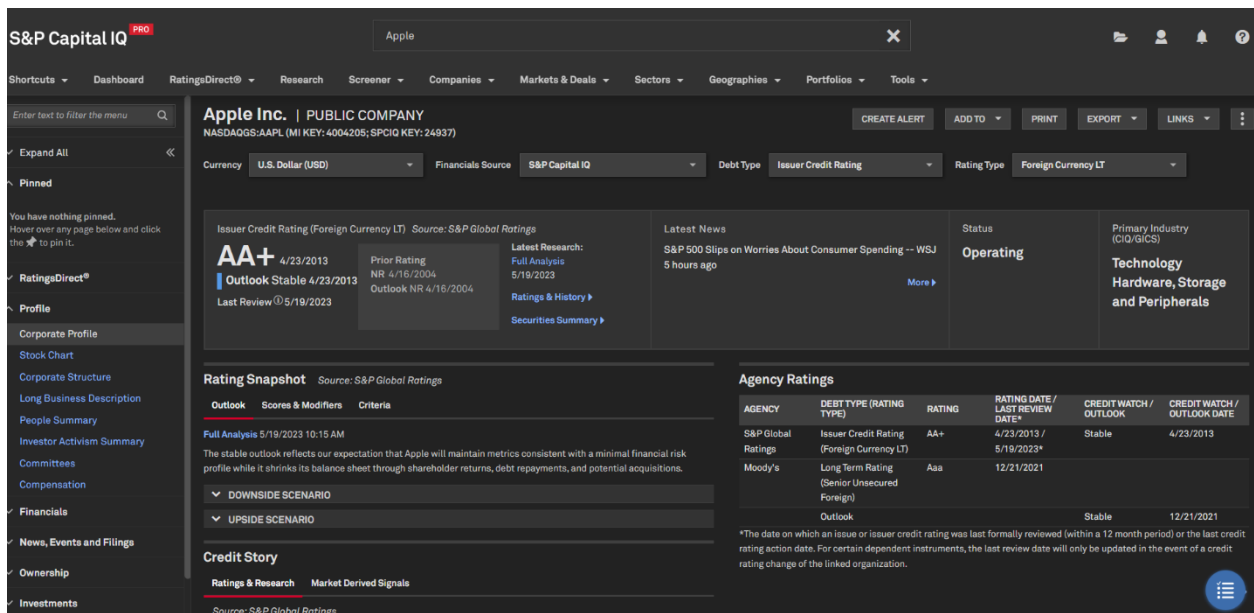 S&P Capital IQ PRO
Apple
Shortcuts Dashboard RatingsDirect® Research Screener Companies Markets & Deals Sectors Geographies Portfolios Tools
Enter text to filter the menu
Expand All
Pinned
You have nothing pinned.
Hover over any page below and click
the to pin it.
RatingsDirect®
Profile
Corporate Profile
Stock Chart
Corporate Structure
Long Business Description
People Summary
Investor Activism Summary
Committees
Compensation
Financials
News, Events and Filings
Ownership
Investments
Apple Inc. | PUBLIC COMPANY
NASDAQGS:AAPL (MI KEY: 4004205; SPCIQ KEY: 24937)
CREATE ALERT ADD TO PRINT EXPORT LINKS
Currency U.S. Dollar (USD) Financials Source S&P Capital IQ Debt Type Issuer Credit Rating Rating Type Foreign Currency LT
Issuer Credit Rating (Foreign Currency LT) Source: S&P Global Ratings
AA+ 4/23/2013
Outlook Stable 4/23/2013
Last Review 5/19/2023
Prior Rating
NR 4/16/2004
Outlook NR 4/16/2004
Latest Research:
Full Analysis
5/19/2023
Ratings & History
Securities Summary
Latest News
S&P 500 Slips on Worries About Consumer Spending -- WSJ
5 hours ago
More
Status
Operating
Primary Industry
(CIQ/GICS)
Technology
Hardware, Storage
and Peripherals
Rating Snapshot Source: S&P Global Ratings
Outlook Scores & Modifiers Criteria
Full Analysis 5/19/2023 10:15 AM
The stable outlook reflects our expectation that Apple will maintain metrics consistent with a minimal financial risk
profile while it shrinks its balance sheet through shareholder returns, debt repayments, and potential acquisitions.
DOWNSIDE SCENARIO
UPSIDE SCENARIO
Credit Story
Ratings & Research Market Derived Signals
Source: S&P Global Ratings
Agency Ratings
AGENCY DEBT TYPE (RATING TYPE) RATING RATING DATE / LAST REVIEW DATE* CREDIT WATCH / OUTLOOK CREDIT WATCH / OUTLOOK DATE
S&P Global Issuer Credit Rating AA+ 4/23/2013 / Stable 4/23/2013
Ratings (Foreign Currency LT) 5/19/2023*
Moody's Long Term Rating Aaa 12/21/2021
(Senior Unsecured
Foreign)
Outlook Stable 12/21/2021
*The date on which an issue or issuer credit rating was last formally reviewed (within a 12 month period) or the last credit
rating action date. For certain dependent instruments, the last review date will only be updated in the event of a credit
rating change of the linked organization.